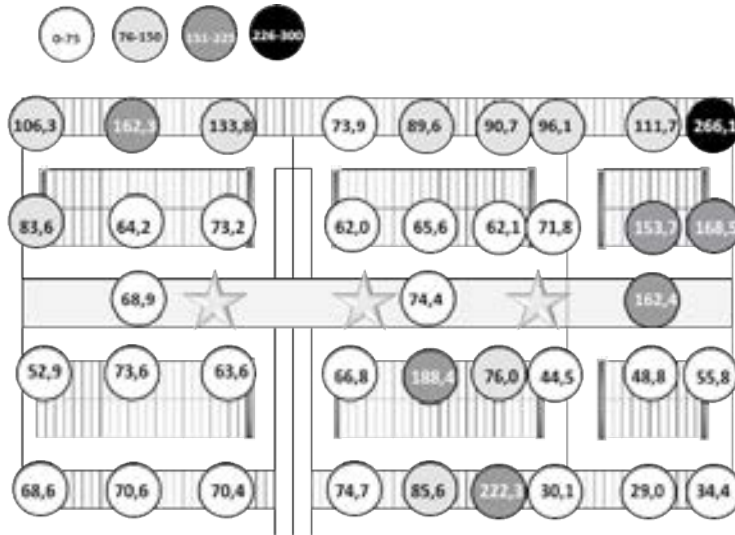 0-75 76-150 151-225 226-300
106,3 162,3 133,8 73,9 89,6 90,7 96,1 111,7 266,1
83,6 64,2 73,2 62,0 65,6 62,1 71,8 153,7 168,5
68,9 74,4 162,4
52,9 73,6 63,6 66,8 188,4 76,0 44,5 48,8 55,8
68,6 70,6 70,4 74,7 85,6 222,3 30,1 29,0 34,4